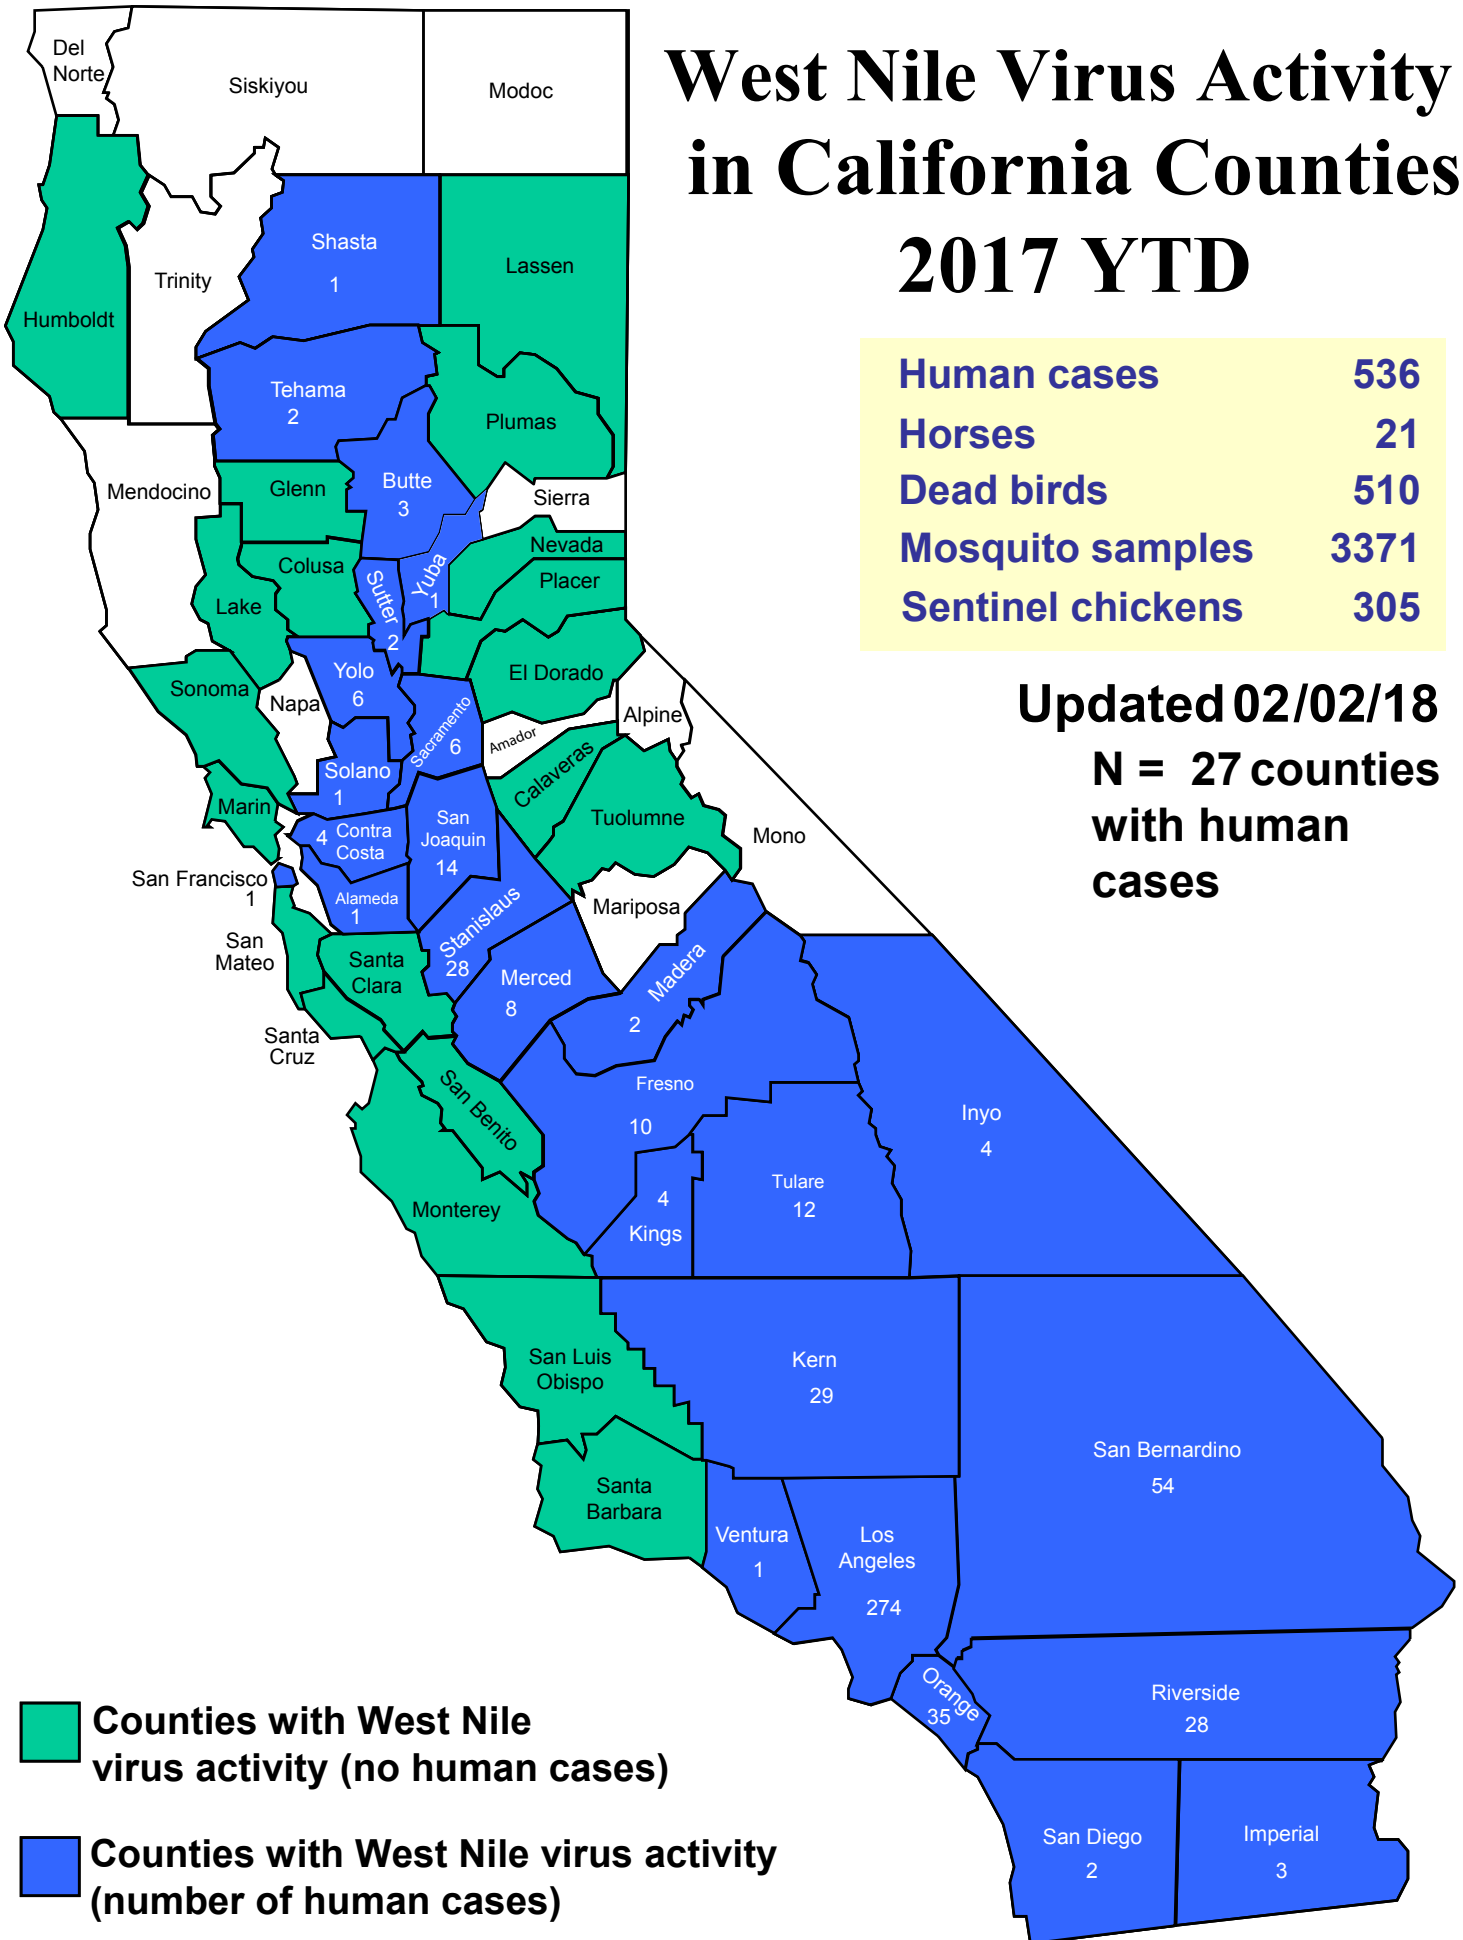 West Nile Virus Activity
in California Counties
2017 YTD
Human cases 536
Horses 21
Dead birds 510
Mosquito samples 3371
Sentinel chickens 305
Updated 02/02/18
N = 27 counties
with human
cases
Del
Norte
Siskiyou
Modoc
Shasta
1
Lassen
Trinity
Humboldt
Tehama
2
Plumas
Mendocino
Glenn
Butte
3
Sierra
Nevada
Colusa
Placer
Sutter
2
Yuba
1
Lake
Yolo
6
El Dorado
Sonoma
Napa
Sacramento
6
Alpine
Amador
Solano
1
Calaveras
Marin
4 Contra
Costa
San
Joaquin
14
Tuolumne
Mono
San Francisco
1
Alameda
1
Stanislaus
28
Mariposa
San
Mateo
Santa
Clara
Merced
8
Madera
2
Santa
Cruz
San Benito
Fresno
10
Inyo
4
Monterey
4
Kings
Tulare
12
San Luis
Obispo
Kern
29
San Bernardino
54
Santa
Barbara
Ventura
1
Los
Angeles
274
Orange
35
Riverside
28
San Diego
2
Imperial
3
Counties with West Nile
virus activity (no human cases)
Counties with West Nile virus activity
(number of human cases)